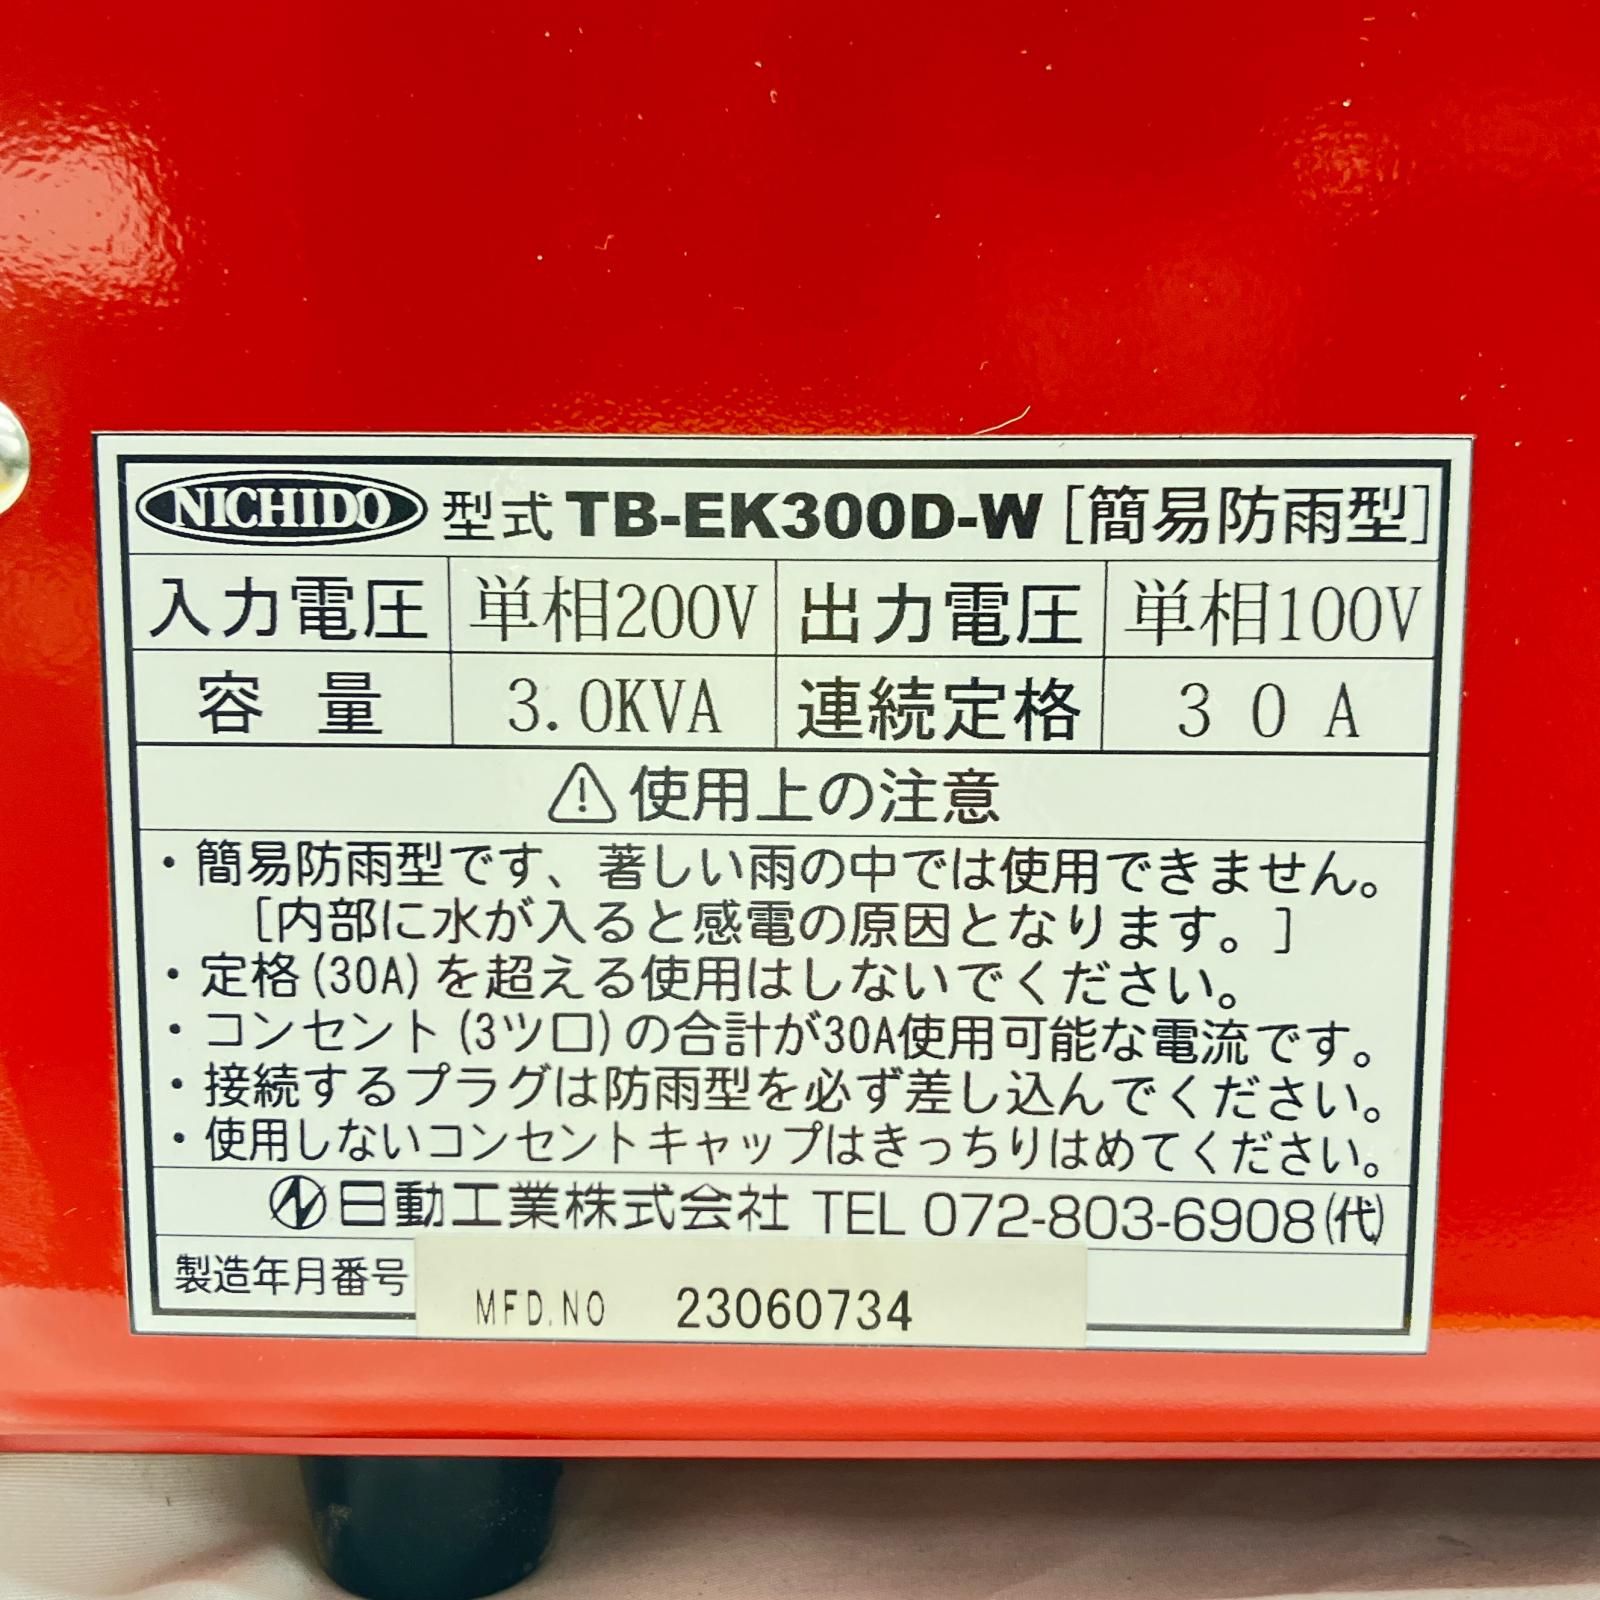 NICHIDO 型式 TB-EK300D-W [簡易防雨型]
入力電圧 単相200V 出力電圧 単相100V
容量 3.0KVA 連続定格 30A
⚠使用上の注意
・簡易防雨型です、著しい雨の中では使用できません。
[内部に水が入ると感電の原因となります。]
・定格(30A)を超える使用はしないでください。
・コンセント(3ツ口)の合計が30A使用可能な電流です。
・接続するプラグは防雨型を必ず差し込んでください。
・使用しないコンセントキャップはきっちりはめてください。
日動工業株式会社 TEL 072-803-6908(代)
製造年月番号 MFD.NO 23060734